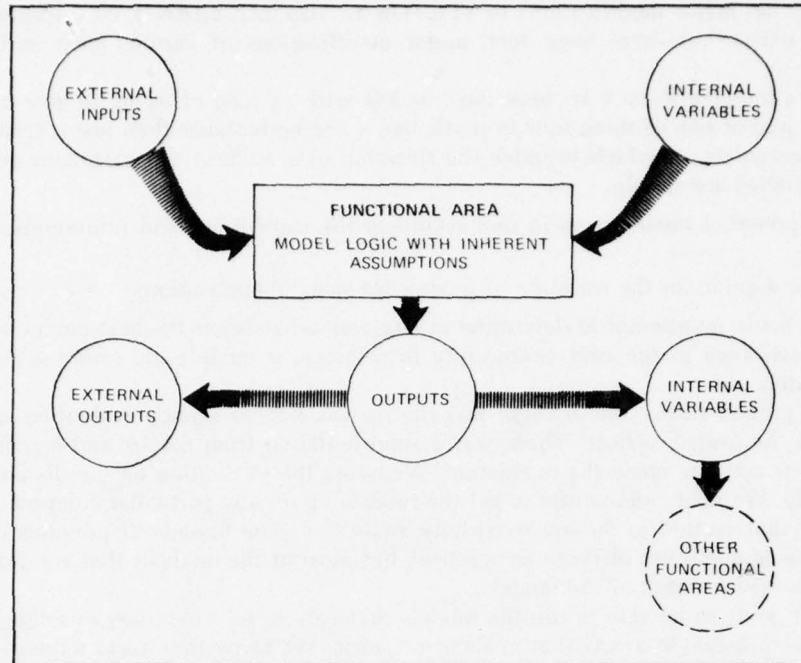 EXTERNAL
INPUTS
INTERNAL
VARIABLES
FUNCTIONAL AREA
MODEL LOGIC WITH INHERENT
ASSUMPTIONS
EXTERNAL
OUTPUTS
OUTPUTS
INTERNAL
VARIABLES
OTHER
FUNCTIONAL
AREAS